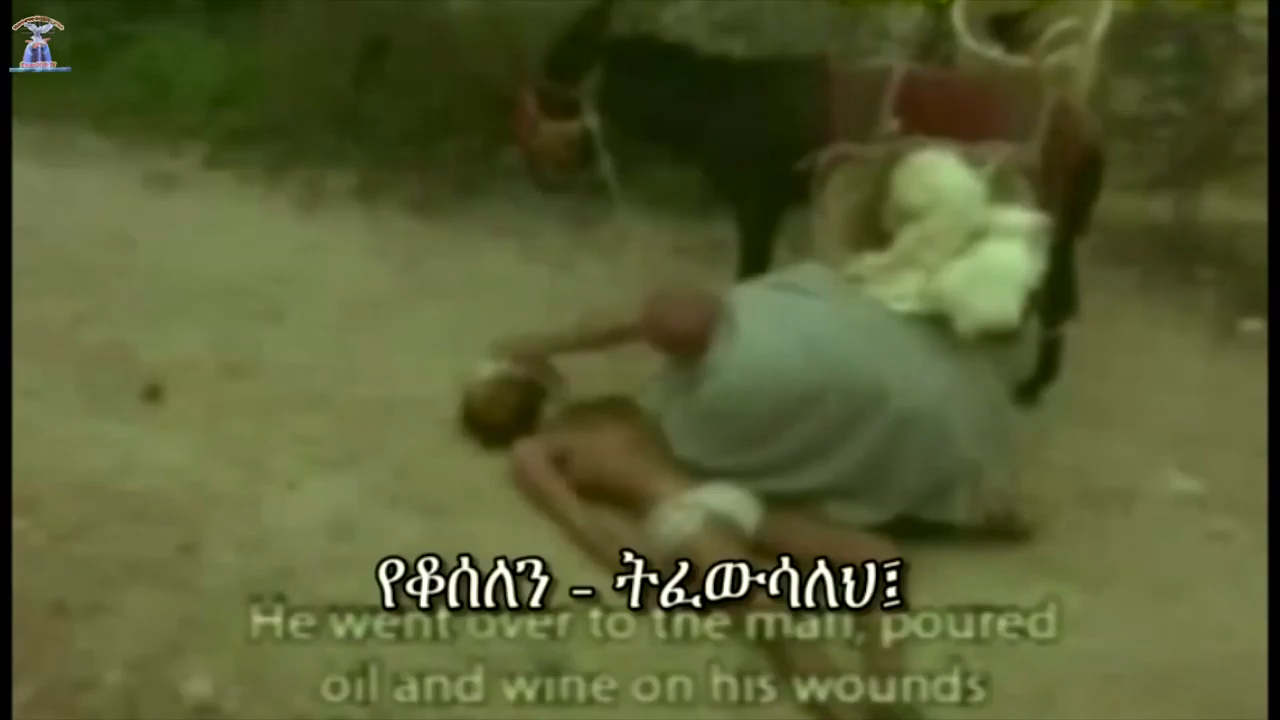 የቆሰለን - ትፈውሳለህ፤
He went over to the man, poured
oil and wine on his wounds